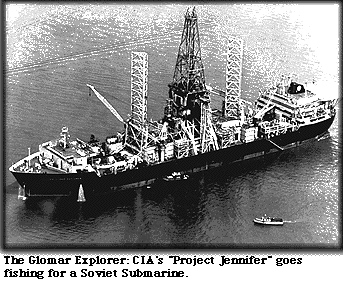 The Glomar Explorer: CIA's "Project Jennifer" goes
fishing for a Soviet Submarine.